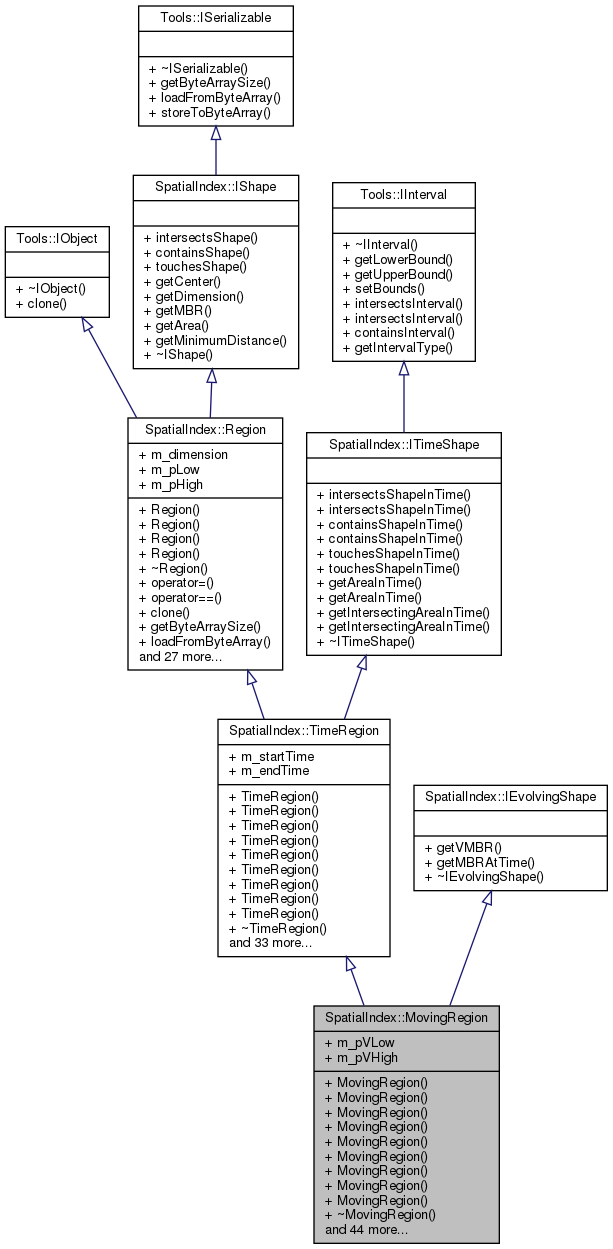 Tools::ISerializable
+ ~ISerializable()
+ getByteArraySize()
+ loadFromByteArray()
+ storeToByteArray()
SpatialIndex::IShape
+ intersectsShape()
+ containsShape()
+ touchesShape()
+ getCenter()
+ getDimension()
+ getMBR()
+ getArea()
+ getMinimumDistance()
+ ~IShape()
Tools::IInterval
+ ~IInterval()
+ getLowerBound()
+ getUpperBound()
+ setBounds()
+ intersectsInterval()
+ intersectsInterval()
+ containsInterval()
+ getIntervalType()
Tools::IObject
+ ~IObject()
+ clone()
SpatialIndex::Region
+ m_dimension
+ m_pLow
+ m_pHigh
+ Region()
+ Region()
+ Region()
+ Region()
+ ~Region()
+ operator=()
+ operator==()
+ clone()
+ getByteArraySize()
+ loadFromByteArray()
and 27 more...
SpatialIndex::ITimeShape
+ intersectsShapeInTime()
+ intersectsShapeInTime()
+ containsShapeInTime()
+ containsShapeInTime()
+ touchesShapeInTime()
+ touchesShapeInTime()
+ getAreaInTime()
+ getAreaInTime()
+ getIntersectingAreaInTime()
+ getIntersectingAreaInTime()
+ ~ITimeShape()
SpatialIndex::TimeRegion
+ m_startTime
+ m_endTime
+ TimeRegion()
+ TimeRegion()
+ TimeRegion()
+ TimeRegion()
+ TimeRegion()
+ TimeRegion()
+ TimeRegion()
+ TimeRegion()
+ TimeRegion()
+ ~TimeRegion()
and 33 more...
SpatialIndex::IEvolvingShape
+ getVMBR()
+ getMBRAtTime()
+ ~IEvolvingShape()
SpatialIndex::MovingRegion
+ m_pVLow
+ m_pVHigh
+ MovingRegion()
+ MovingRegion()
+ MovingRegion()
+ MovingRegion()
+ MovingRegion()
+ MovingRegion()
+ MovingRegion()
+ MovingRegion()
+ MovingRegion()
+ ~MovingRegion()
and 44 more...